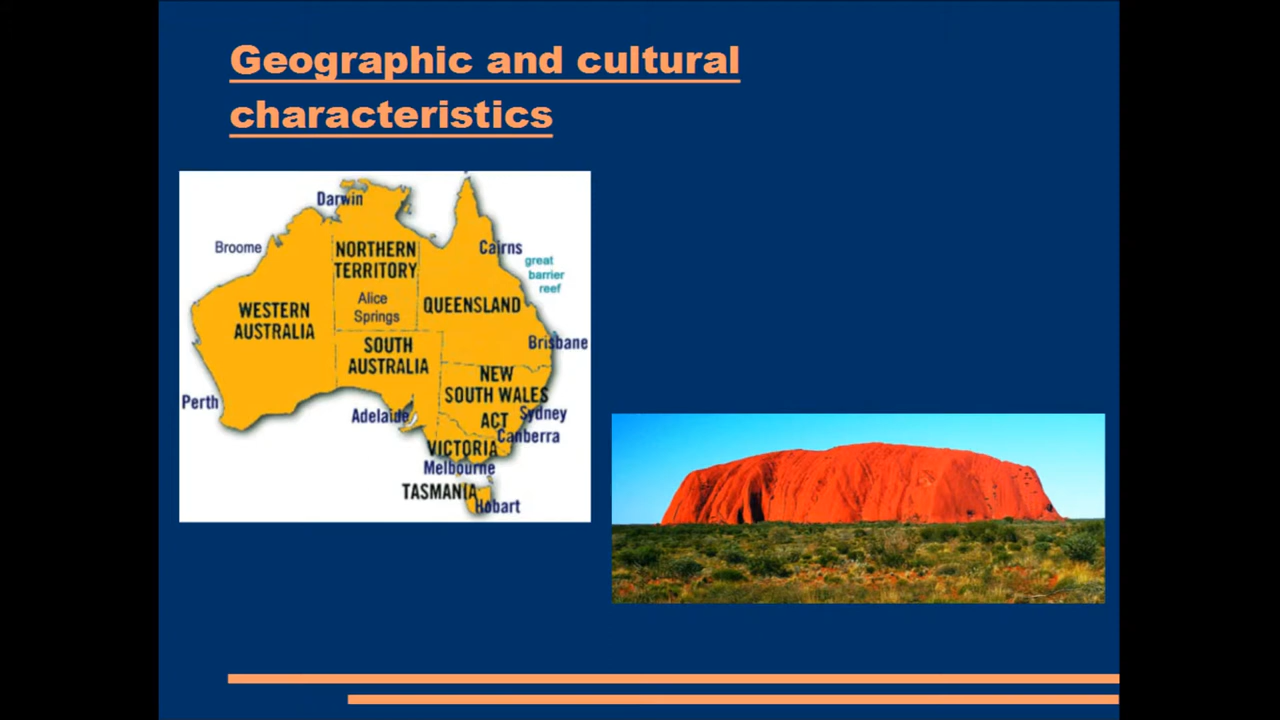 Geographic and cultural
characteristics
Darwin
Broome
NORTHERN
TERRITORY
Cairns
great
barrier
reef
Alice
Springs
QUEENSLAND
WESTERN
AUSTRALIA
SOUTH
AUSTRALIA
Brisbane
NEW
SOUTH WALES
Perth
Adelaide
ACT
Sydney
Canberra
VICTORIA
Melbourne
TASMANIA
Hobart